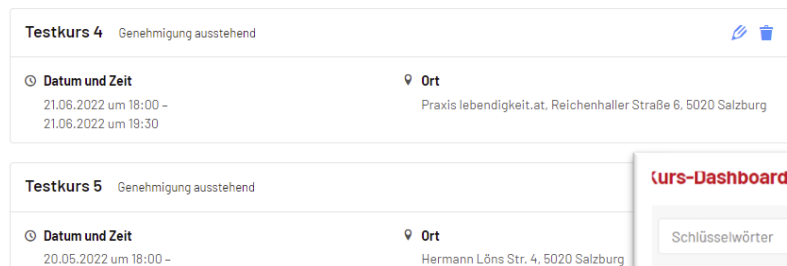 Testkurs 4 Genehmigung ausstehend
Datum und Zeit
21.06.2022 um 18:00 –
21.06.2022 um 19:30
Ort
Praxis lebendigkeit.at, Reichenhaller Straße 6, 5020 Salzburg
Testkurs 5 Genehmigung ausstehend
Datum und Zeit
20.05.2022 um 18:00 –
Ort
Hermann Löns Str. 4, 5020 Salzburg
Kurs-Dashboard
Schlüsselwörter